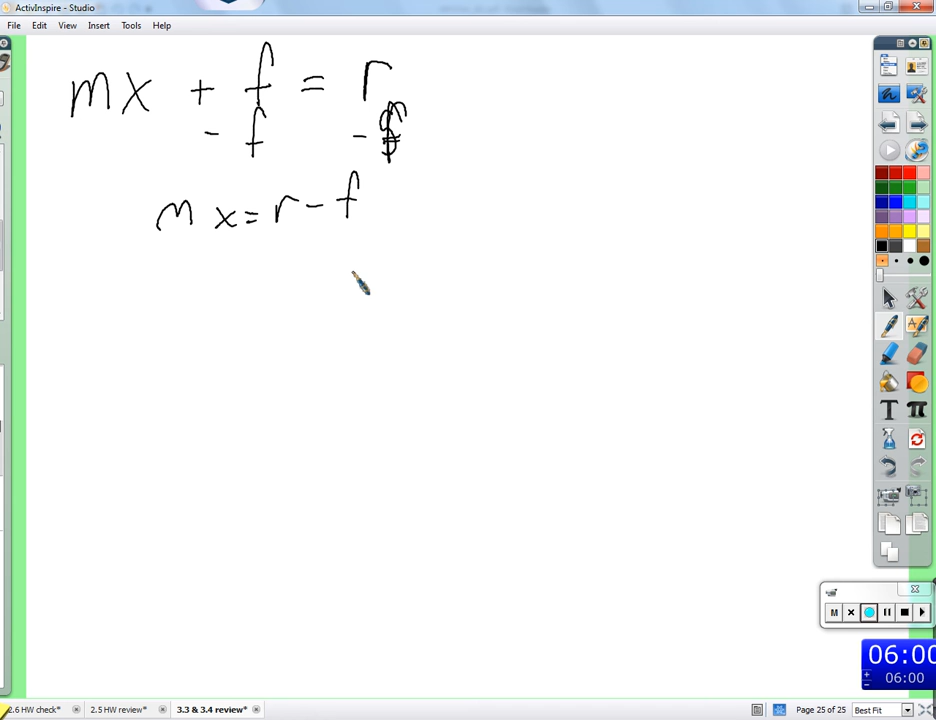 ActivInspire - Studio
File Edit View Insert Tools Help
mx + f = r
- f - f
mx = r - f
M
06:00
06:00
2.6 HW check* 2.5 HW review* 3.3 & 3.4 review* Page 25 of 25 Best Fit